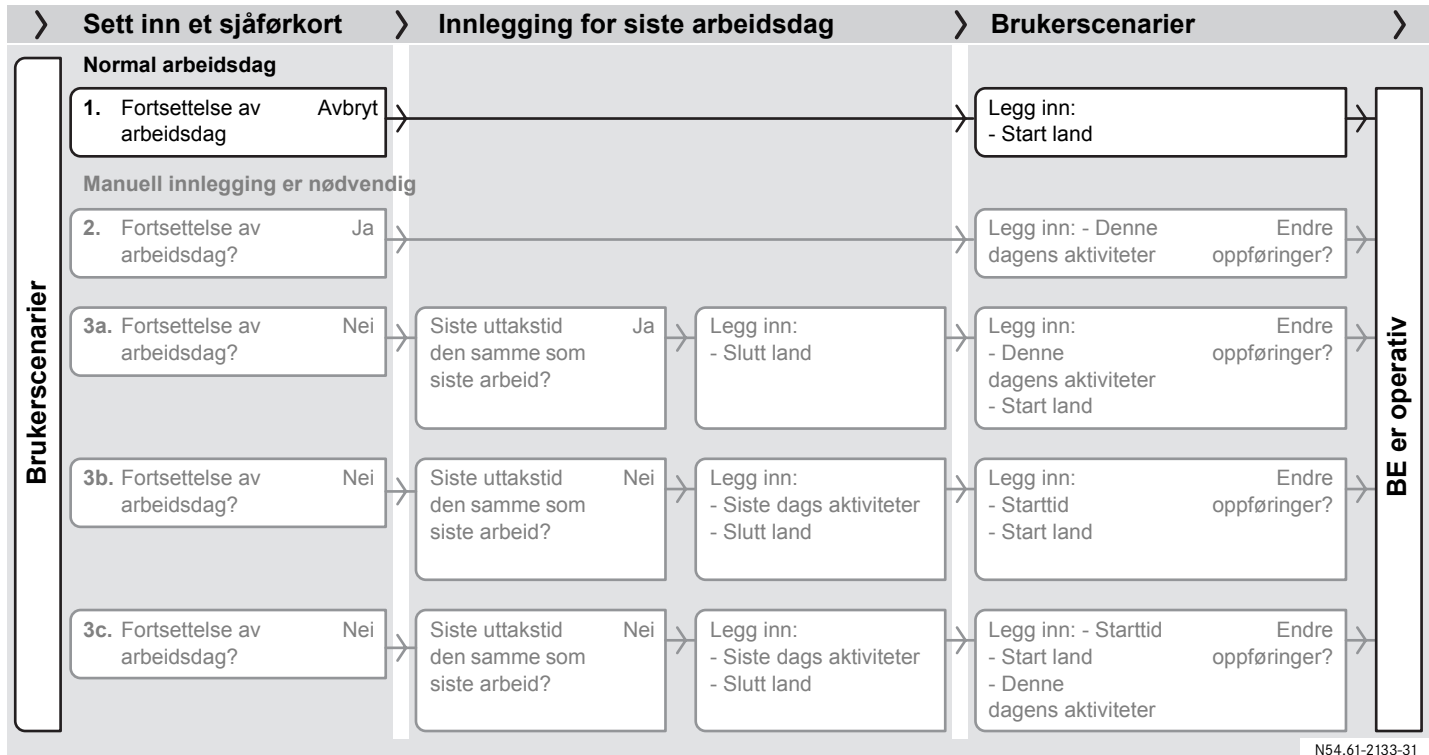 Sett inn et sjåførkort
Innlegging for siste arbeidsdag
Brukerscenarier
Brukerscenarier
Normal arbeidsdag
1. Fortsettelse av Avbryt
arbeidsdag
Legg inn:
- Start land
Manuell innlegging er nødvendig
2. Fortsettelse av Ja
arbeidsdag?
Legg inn: - Denne Endre
dagens aktiviteter oppføringer?
3a. Fortsettelse av Nei
arbeidsdag?
Siste uttakstid Ja
den samme som
siste arbeid?
Legg inn:
- Slutt land
Legg inn: Endre
- Denne oppføringer?
dagens aktiviteter
- Start land
3b. Fortsettelse av Nei
arbeidsdag?
Siste uttakstid Nei
den samme som
siste arbeid?
Legg inn:
- Siste dags aktiviteter
- Slutt land
Legg inn: Endre
- Starttid oppføringer?
- Start land
3c. Fortsettelse av Nei
arbeidsdag?
Siste uttakstid Nei
den samme som
siste arbeid?
Legg inn:
- Siste dags aktiviteter
- Slutt land
Legg inn: - Starttid Endre
- Start land oppføringer?
- Denne
dagens aktiviteter
BE er operativ
N54.61-2133-31